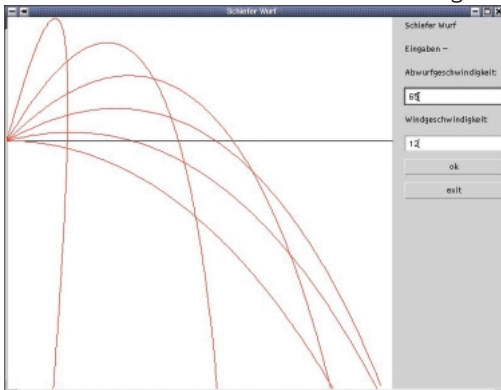 Schiefer Wurf
Schiefer Wurf
Eingaben -
Abwurfgeschwindigkeit:
65
Windgeschwindigkeit:
12
ok
exit